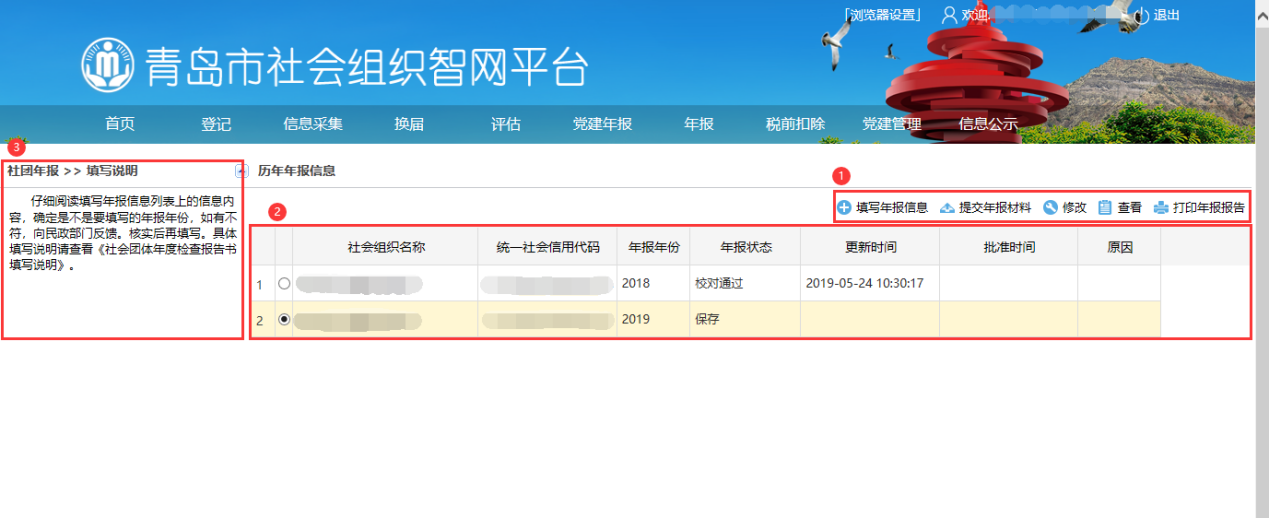 [浏览器设置] 欢迎, 退出
青岛市社会组织智网平台
首页 登记 信息采集 换届 评估 党建年报 年报 税前扣除 党建管理 信息公示
3
社团年报 >> 填写说明
仔细阅读填写年报信息列表上的信息内
容，确定是不是要填写的年报年份，如有不
符，向民政部门反馈。核实后再填写。具体
填写说明请查看《社会团体年度检查报告书
填写说明》。
历年年报信息
1
填写年报信息 提交年报材料 修改 查看 打印年报报告
2
社会组织名称 统一社会信用代码 年报年份 年报状态 更新时间 批准时间 原因
1 2018 校对通过 2019-05-24 10:30:17
2 2019 保存